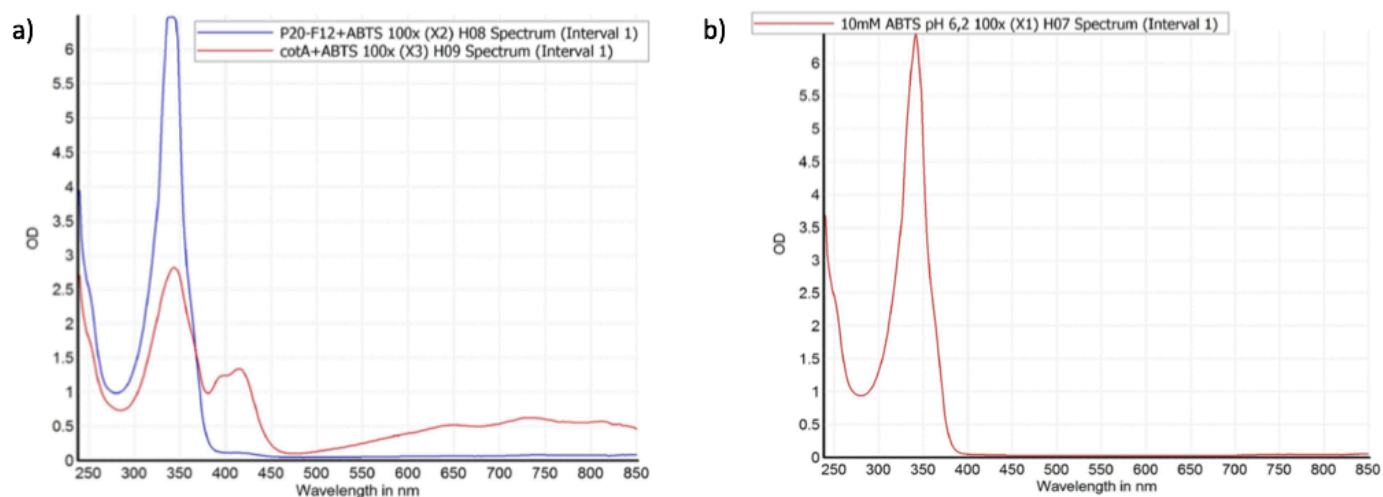 a)
P20-F12+ABTS 100x (X2) H08 Spectrum (Interval 1)
cotA+ABTS 100x (X3) H09 Spectrum (Interval 1)
6
5.5
5
4.5
4
3.5
3
2.5
2
1.5
1
0.5
0
OD
250 300 350 400 450 500 550 600 650 700 750 800 850
Wavelength in nm
b)
10mM ABTS pH 6,2 100x (X1) H07 Spectrum (Interval 1)
6
5.5
5
4.5
4
3.5
3
2.5
2
1.5
1
0.5
0
OD
250 300 350 400 450 500 550 600 650 700 750 800 850
Wavelength in nm